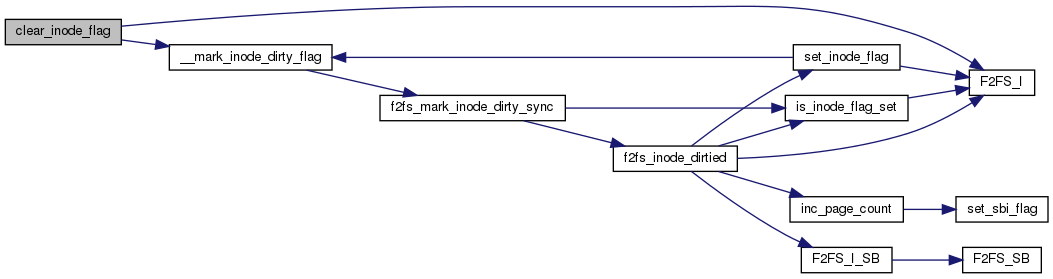 clear_inode_flag
__mark_inode_dirty_flag
set_inode_flag
F2FS_I
f2fs_mark_inode_dirty_sync
is_inode_flag_set
f2fs_inode_dirtied
inc_page_count
set_sbi_flag
F2FS_I_SB
F2FS_SB